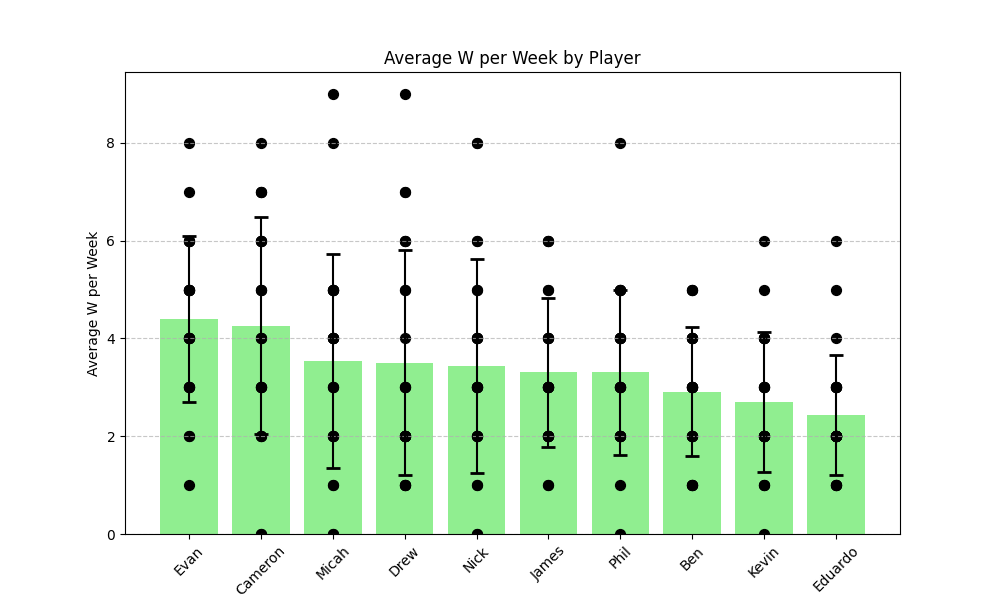 Average W per Week by Player
Average W per Week
8
6
4
2
0
Evan
Cameron
Micah
Drew
Nick
James
Phil
Ben
Kevin
Eduardo